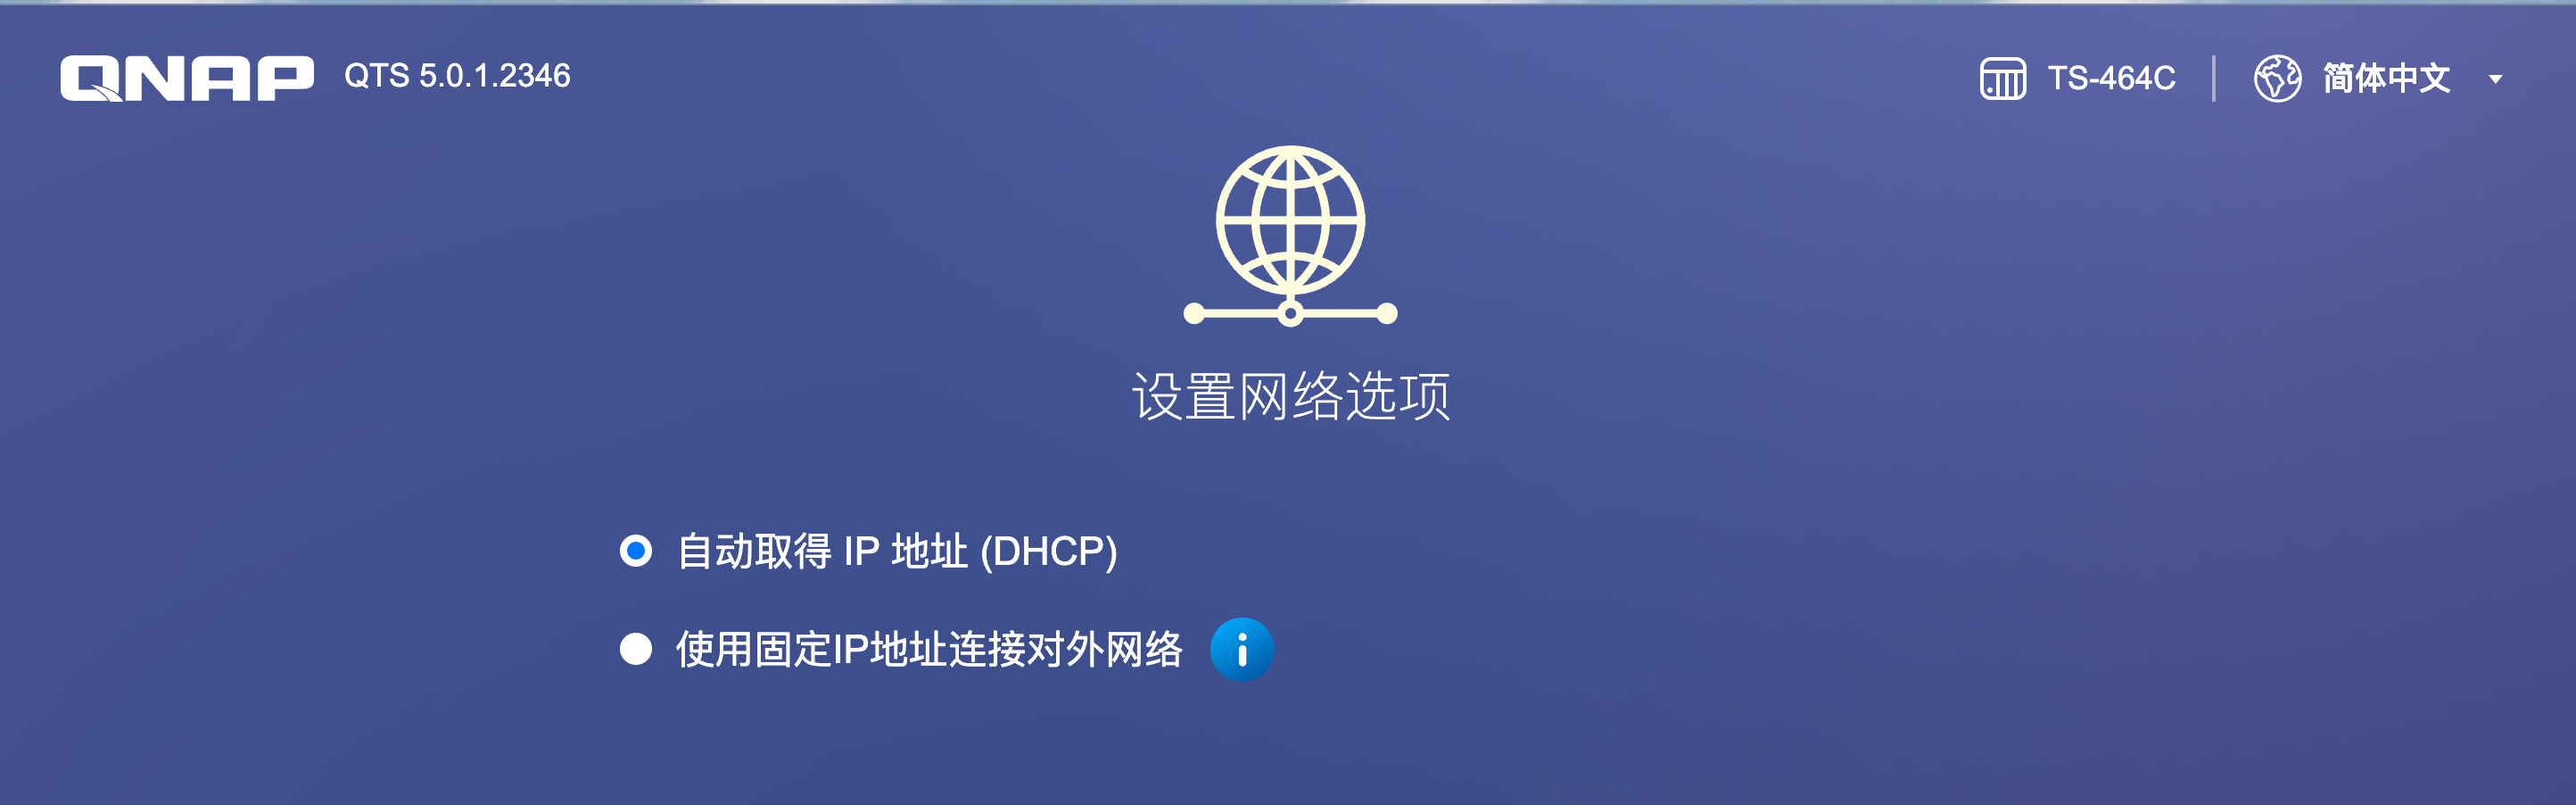 QNAP QTS 5.0.1.2346 TS-464C 简体中文
设置网络选项
自动取得 IP 地址 (DHCP)
使用固定IP地址连接对外网络